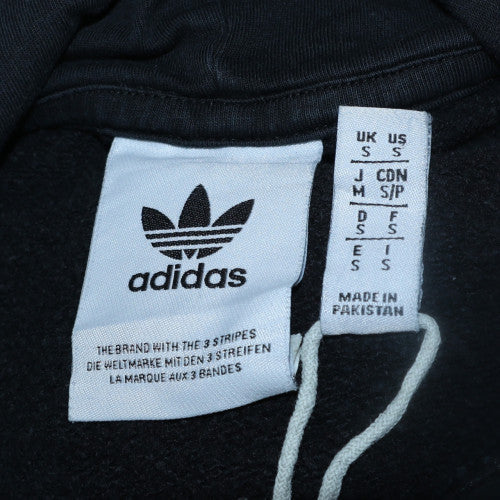 adidas
THE BRAND WITH THE 3 STRIPES
DIE WELTMARKE MIT DEN 3 STREIFEN
LA MARQUE AUX 3 BANDES
UK US
S S
J CDN
M S/P
D F
S S
E I
S S
MADE IN
PAKISTAN